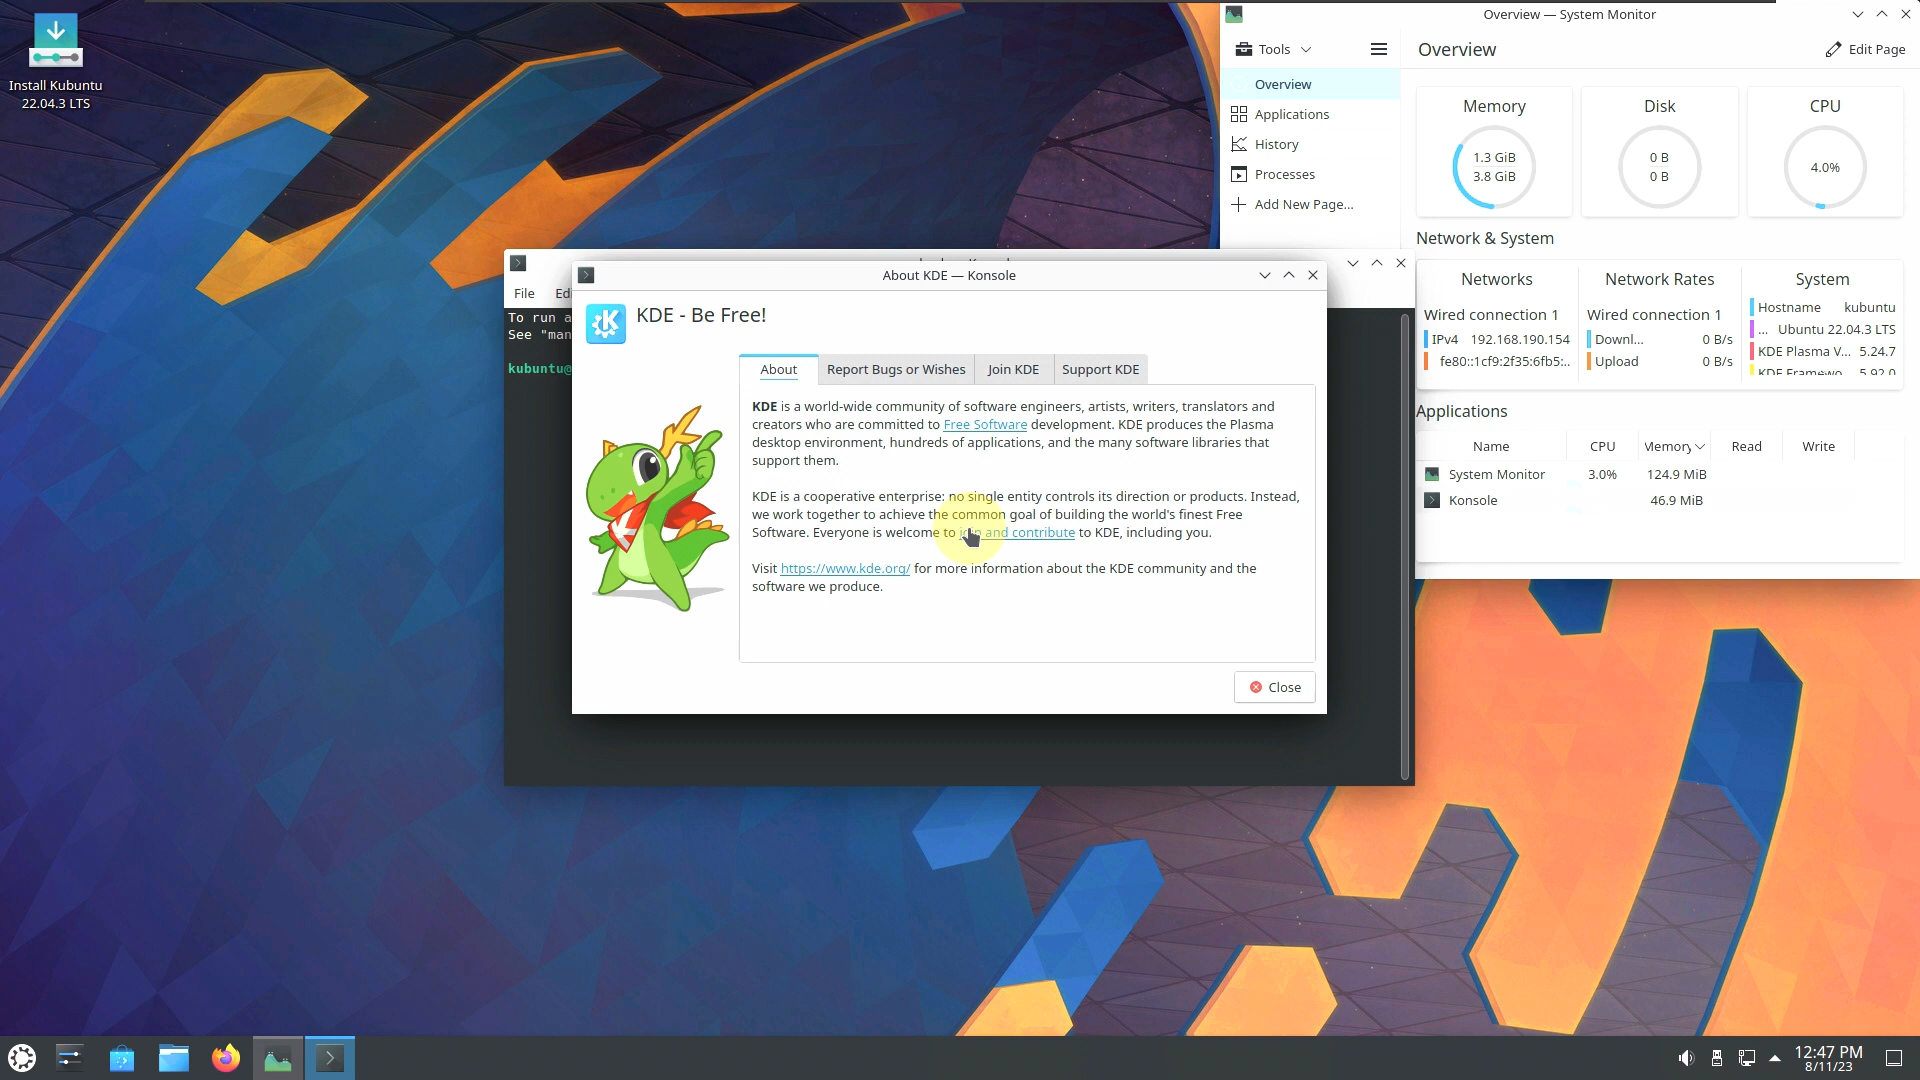 Install Kubuntu
22.04.3 LTS
Overview — System Monitor
Tools
Overview
Edit Page
Overview
Applications
History
Processes
Add New Page...
Memory
1.3 GiB
3.8 GiB
Disk
0 B
0 B
CPU
4.0%
Network & System
Networks
Wired connection 1
IPv4 192.168.190.154
fe80::1cf9:2f35:6fb5:..
Network Rates
Wired connection 1
Downl... 0 B/s
Upload 0 B/s
System
Hostname kubuntu
... Ubuntu 22.04.3 LTS
KDE Plasma V... 5.24.7
KDE Framewo 5.92.0
Applications
Name CPU Memory Read Write
System Monitor 3.0% 124.9 MiB
Konsole 46.9 MiB
File
To run a
See "man
kubuntu@
About KDE — Konsole
KDE - Be Free!
About Report Bugs or Wishes Join KDE Support KDE
KDE is a world-wide community of software engineers, artists, writers, translators and
creators who are committed to Free Software development. KDE produces the Plasma
desktop environment, hundreds of applications, and the many software libraries that
support them.
KDE is a cooperative enterprise: no single entity controls its direction or products. Instead,
we work together to achieve the common goal of building the world's finest Free
Software. Everyone is welcome to join and contribute to KDE, including you.
Visit https://www.kde.org/ for more information about the KDE community and the
software we produce.
Close
12:47 PM
8/11/23